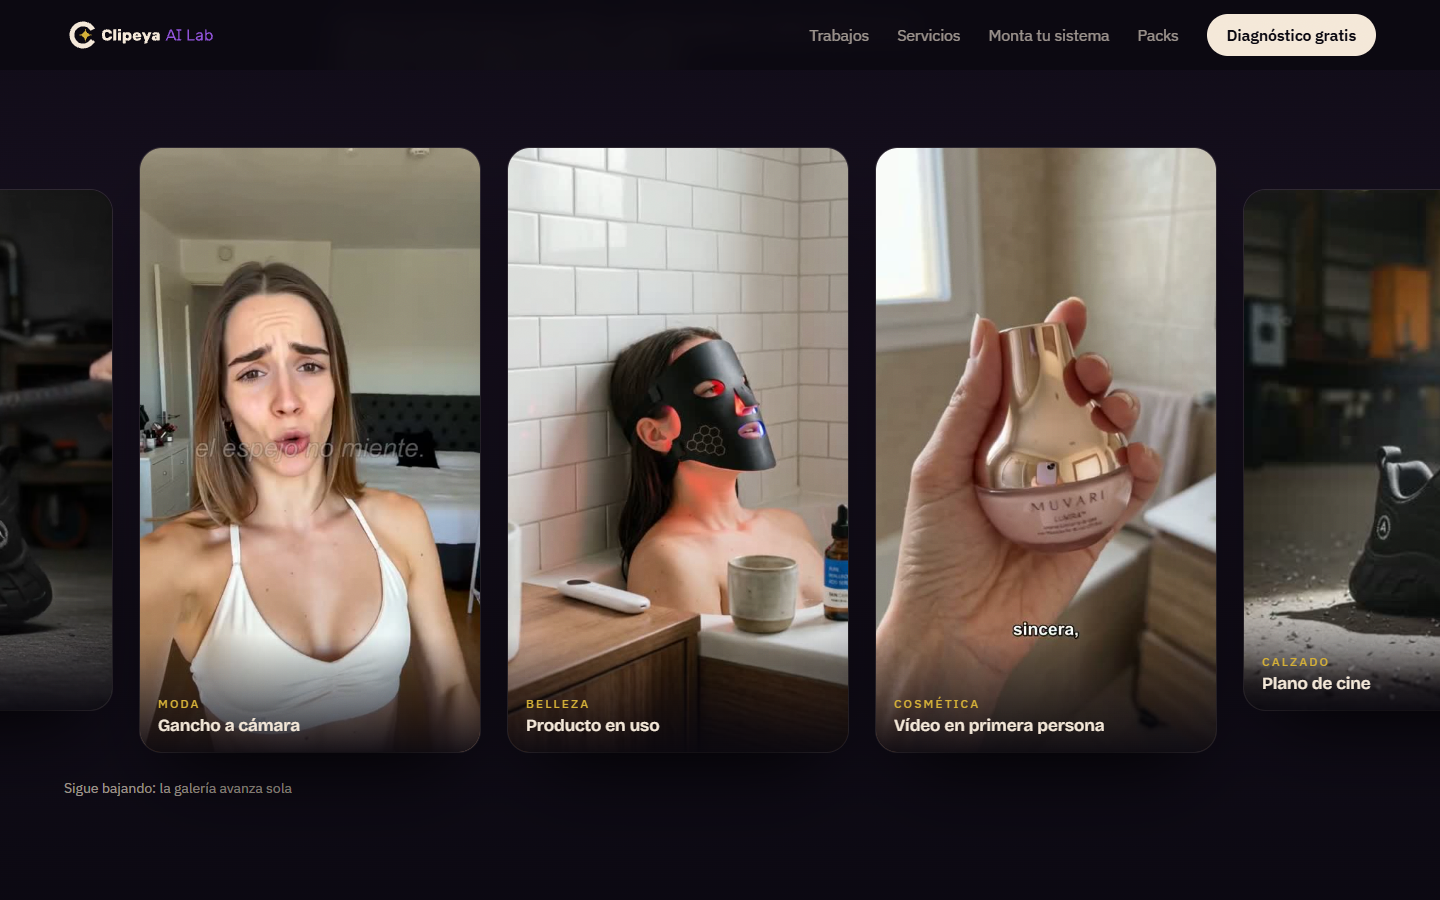 Clipeya AI Lab
Trabajos
Servicios
Monta tu sistema
Packs
Diagnóstico gratis
el espejo no miente.
MODA
Gancho a cámara
BELLEZA
Producto en uso
MUVARI
sincera,
COSMÉTICA
Vídeo en primera persona
CALZADO
Plano de cine
Sigue bajando: la galería avanza sola